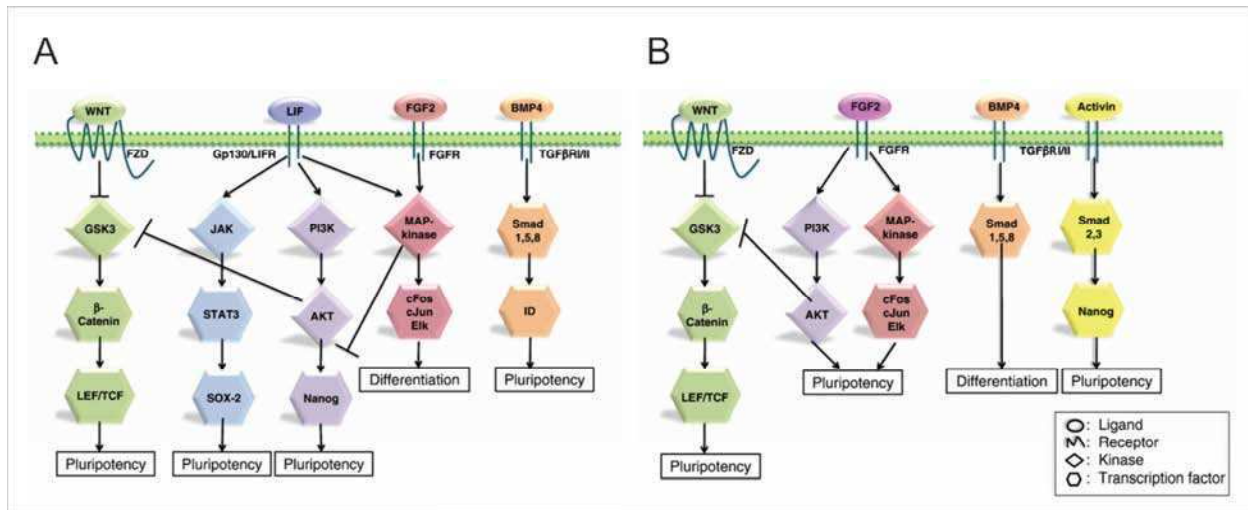 A
WNT
LIF
FGF2
BMP4
FZD
Gp130/LIFR
FGFR
TGFβRI/II
GSK3
JAK
PI3K
MAP-
kinase
Smad
1,5,8
β-
Catenin
STAT3
AKT
cFos
cJun
Elk
ID
Differentiation
Pluripotency
LEF/TCF
SOX-2
Nanog
Pluripotency
Pluripotency
Pluripotency
B
WNT
FGF2
BMP4
Activin
FZD
FGFR
TGFβRI/II
GSK3
PI3K
MAP-
kinase
Smad
1,5,8
Smad
2,3
β-
Catenin
AKT
cFos
cJun
Elk
Nanog
Pluripotency
Differentiation
Pluripotency
LEF/TCF
Pluripotency
: Ligand
: Receptor
: Kinase
: Transcription factor